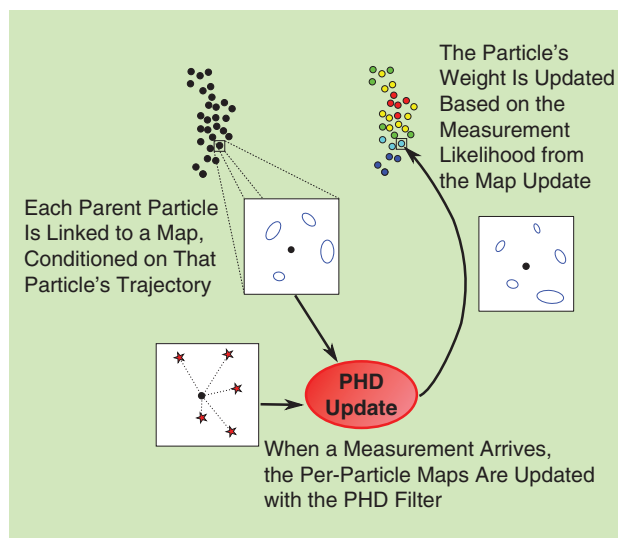 The Particle's
Weight Is Updated
Based on the
Measurement
Likelihood from
the Map Update
Each Parent Particle
Is Linked to a Map,
Conditioned on That
Particle's Trajectory
PHD
Update
When a Measurement Arrives,
the Per-Particle Maps Are Updated
with the PHD Filter